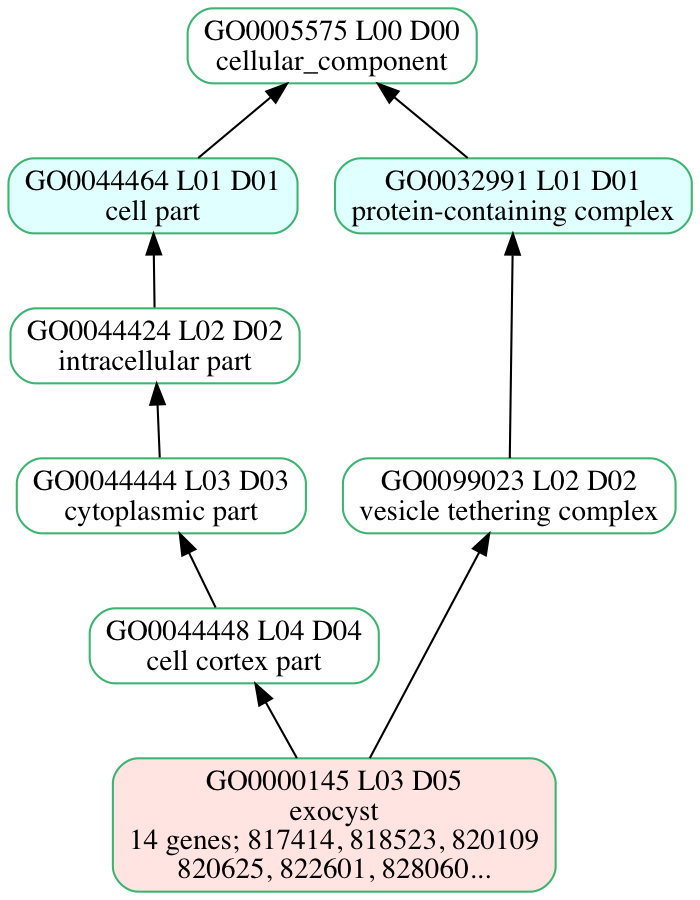 GO0005575 L00 D00
cellular_component
GO0044464 L01 D01
cell part
GO0032991 L01 D01
protein-containing complex
GO0044424 L02 D02
intracellular part
GO0044444 L03 D03
cytoplasmic part
GO0099023 L02 D02
vesicle tethering complex
GO0044448 L04 D04
cell cortex part
GO0000145 L03 D05
exocyst
14 genes; 817414, 818523, 820109
820625, 822601, 828060...